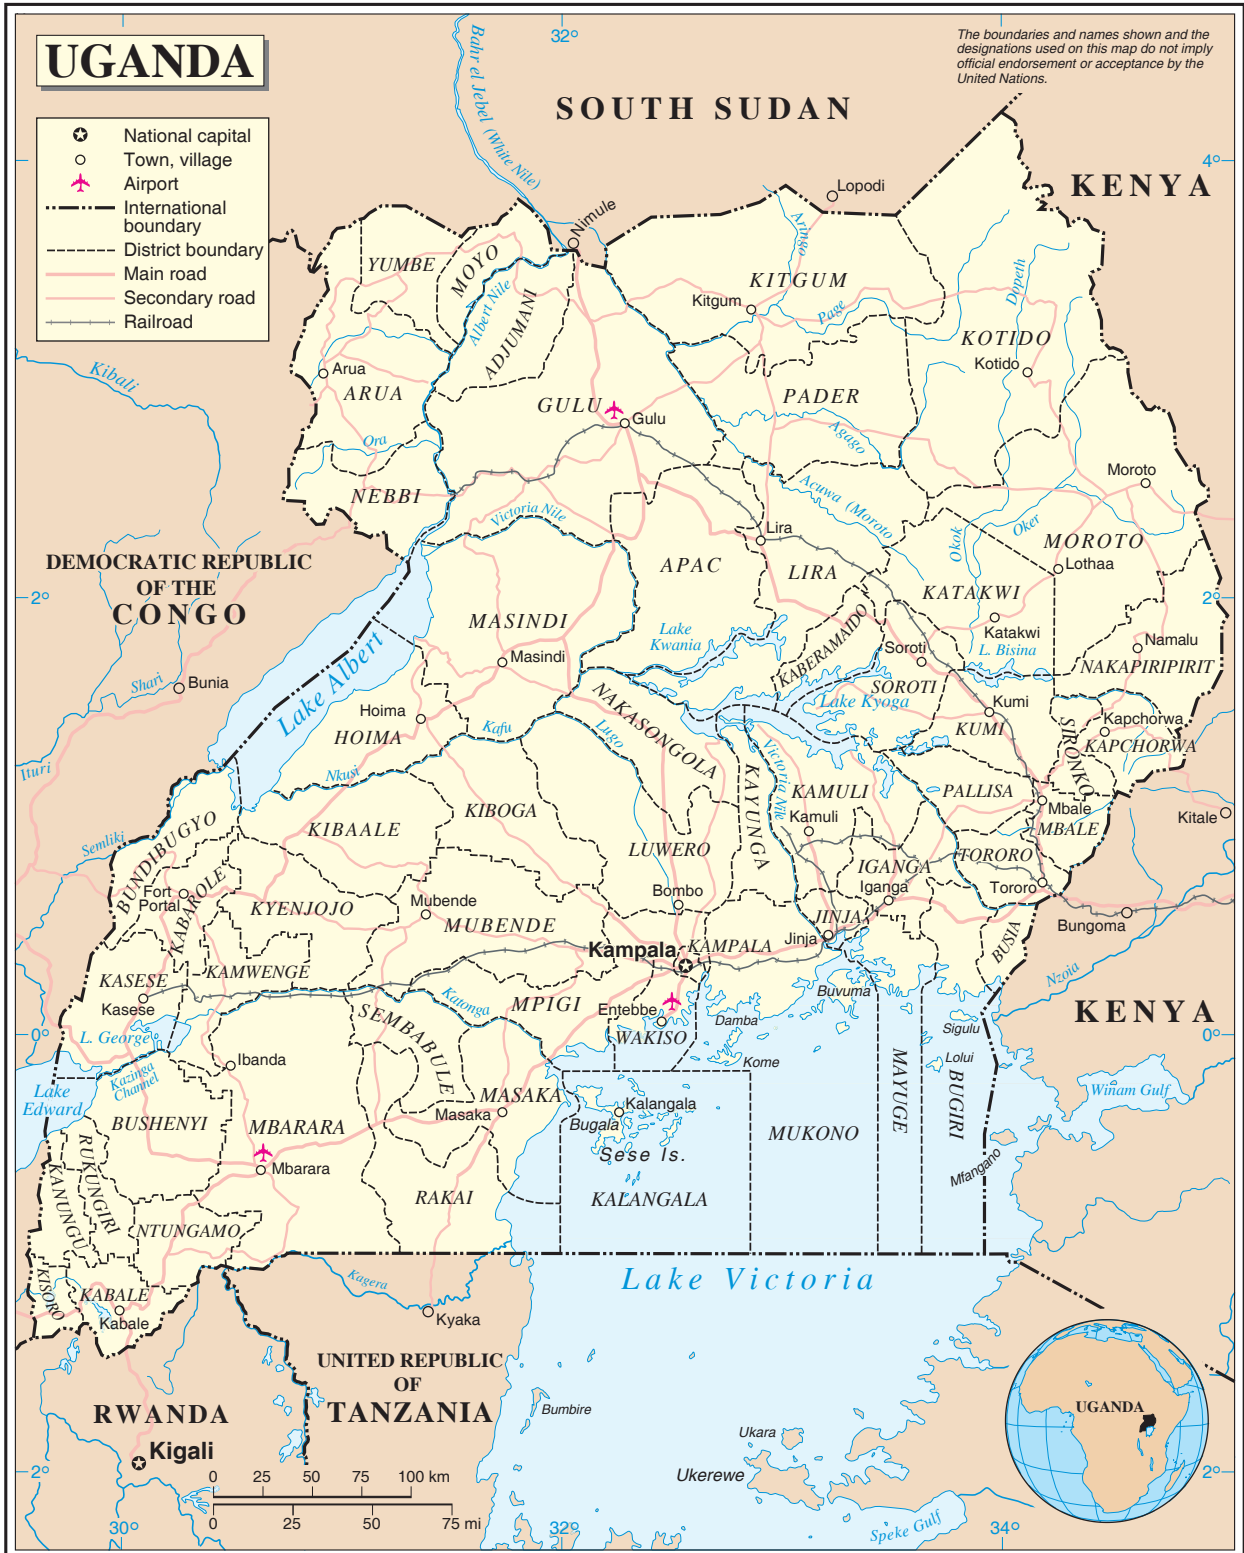 UGANDA
National capital
Town, village
Airport
International
boundary
District boundary
Main road
Secondary road
Railroad
The boundaries and names shown and the
designations used on this map do not imply
official endorsement or acceptance by the
United Nations.
32°
4°
2°
0°
2°
30°
32°
34°
2°
0°
2°
SOUTH SUDAN
KENYA
Bahr el Jebel (White Nile)
Nimule
Lopodi
Aringo
YUMBE
MOYO
Albert Nile
ADJUMANI
KITGUM
Kitgum
Page
Dopeth
KOTIDO
Kotido
Kibali
Arua
ARUA
GULU
Gulu
PADER
Agago
Ora
NEBBI
Victoria Nile
Acuwa (Moroto)
Moroto
Lira
Okok
Oker
MOROTO
Lothaa
DEMOCRATIC REPUBLIC
OF THE
CONGO
APAC
LIRA
KATAKWI
Katakwi
MASINDI
Masindi
Lake
Kwania
KABERAMAIDO
Soroti
L. Bisina
Namalu
NAKAPIRIPIRIT
Lake Albert
Shari
Bunia
Hoima
HOIMA
Kafu
Lugo
NAKASONGOLA
Lake Kyoga
SOROTI
Kumi
KUMI
SIRONKO
Kapchorwa
KAPCHORWA
Ituri
Nkusi
Victoria Nile
KAYUNGA
KAMULI
Kamuli
PALLISA
Mbale
MBALE
Kitale
Semliki
BUNDIBUGYO
KIBAALE
KIBOGA
LUWERO
IGANGA
Iganga
TORORO
Tororo
Fort
Portal
KABAROLE
KYENJOJO
Mubende
MUBENDE
Bombo
JINJA
Jinja
BUSIA
Bungoma
Kampala
KAMPALA
KASESE
Kasese
KAMWENGE
SEMBABULE
Katonga
MPIGI
Entebbe
WAKISO
Damba
Kome
Buvuma
Sigulu
Lolui
Nzoia
KENYA
L. George
Ibanda
Kazinga
Channel
Lake
Edward
BUSHENYI
MBARARA
Mbarara
MASAKA
Masaka
Kalangala
Bugala
Sese Is.
KALANGALA
MUKONO
MAYUGE
BUGIRI
Winam Gulf
Mfangano
RUKUNGIRI
KANUNGU
NTUNGAMO
RAKAI
KISORO
KABALE
Kabale
Kagera
Kyaka
Lake Victoria
UNITED REPUBLIC
OF
TANZANIA
RWANDA
Kigali
Bumbire
Ukara
Ukerewe
Speke Gulf
UGANDA
0 25 50 75 100 km
0 25 50 75 mi